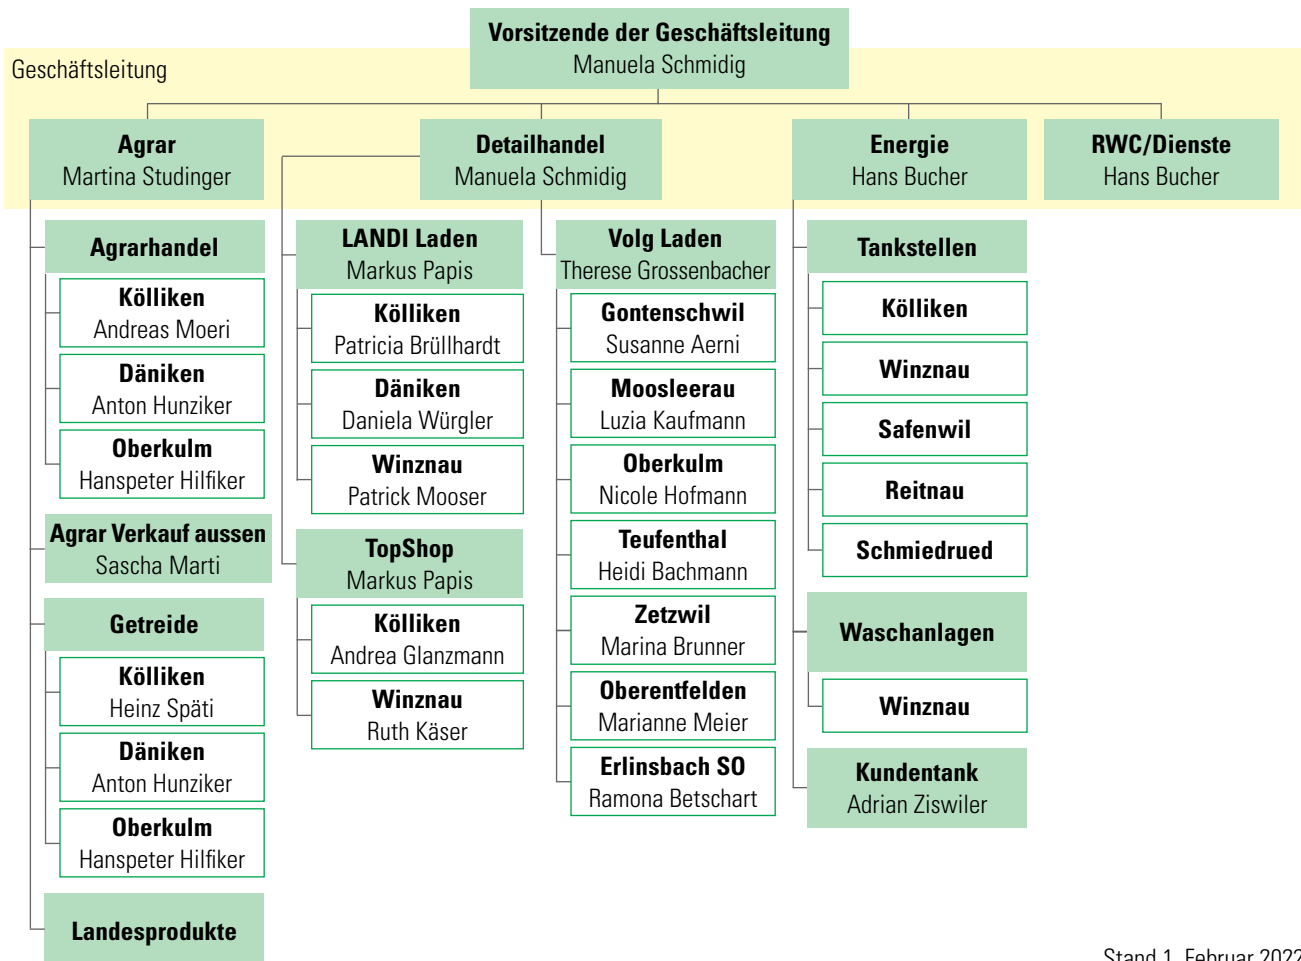 Vorsitzende der Geschäftsleitung
Manuela Schmidig
Geschäftsleitung
Agrar
Martina Studinger
Detailhandel
Manuela Schmidig
Energie
Hans Bucher
RWC/Dienste
Hans Bucher
Agrarhandel
Kölliken
Andreas Moeri
Däniken
Anton Hunziker
Oberkulm
Hanspeter Hilfiker
Agrar Verkauf aussen
Sascha Marti
Getreide
Kölliken
Heinz Späti
Däniken
Anton Hunziker
Oberkulm
Hanspeter Hilfiker
Landesprodukte
LANDI Laden
Markus Papis
Kölliken
Patricia Brüllhardt
Däniken
Daniela Würgler
Winznau
Patrick Mooser
TopShop
Markus Papis
Kölliken
Andrea Glanzmann
Winznau
Ruth Käser
Volg Laden
Therese Grossenbacher
Gontenschwil
Susanne Aerni
Moosleerau
Luzia Kaufmann
Oberkulm
Nicole Hofmann
Teufenthal
Heidi Bachmann
Zetzwil
Marina Brunner
Oberentfelden
Marianne Meier
Erlinsbach SO
Ramona Betschart
Tankstellen
Kölliken
Winznau
Safenwil
Reitnau
Schmiedrued
Waschanlagen
Winznau
Kundentank
Adrian Ziswiler
Stand 1. Februar 2022